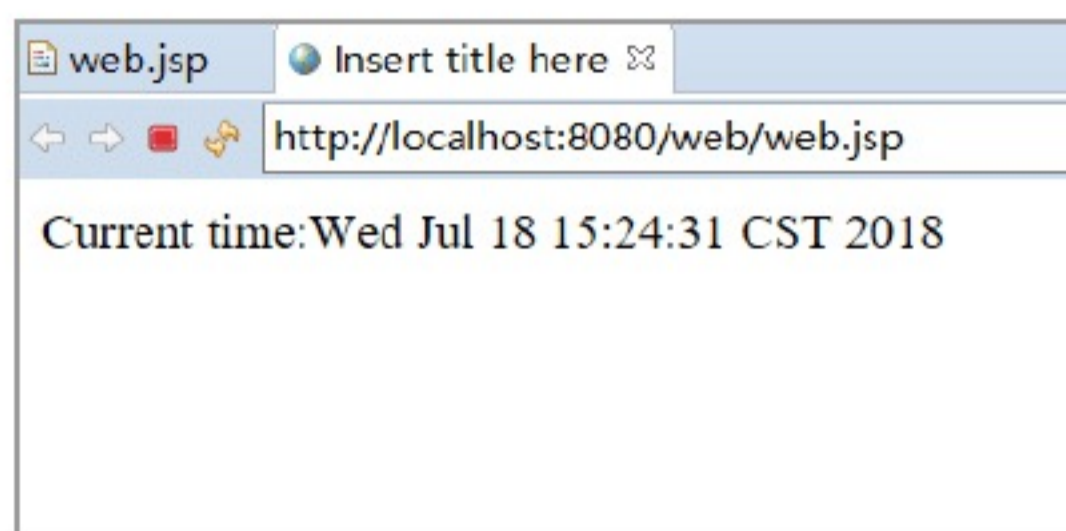 web.jsp Insert title here
http://localhost:8080/web/web.jsp
Current time:Wed Jul 18 15:24:31 CST 2018